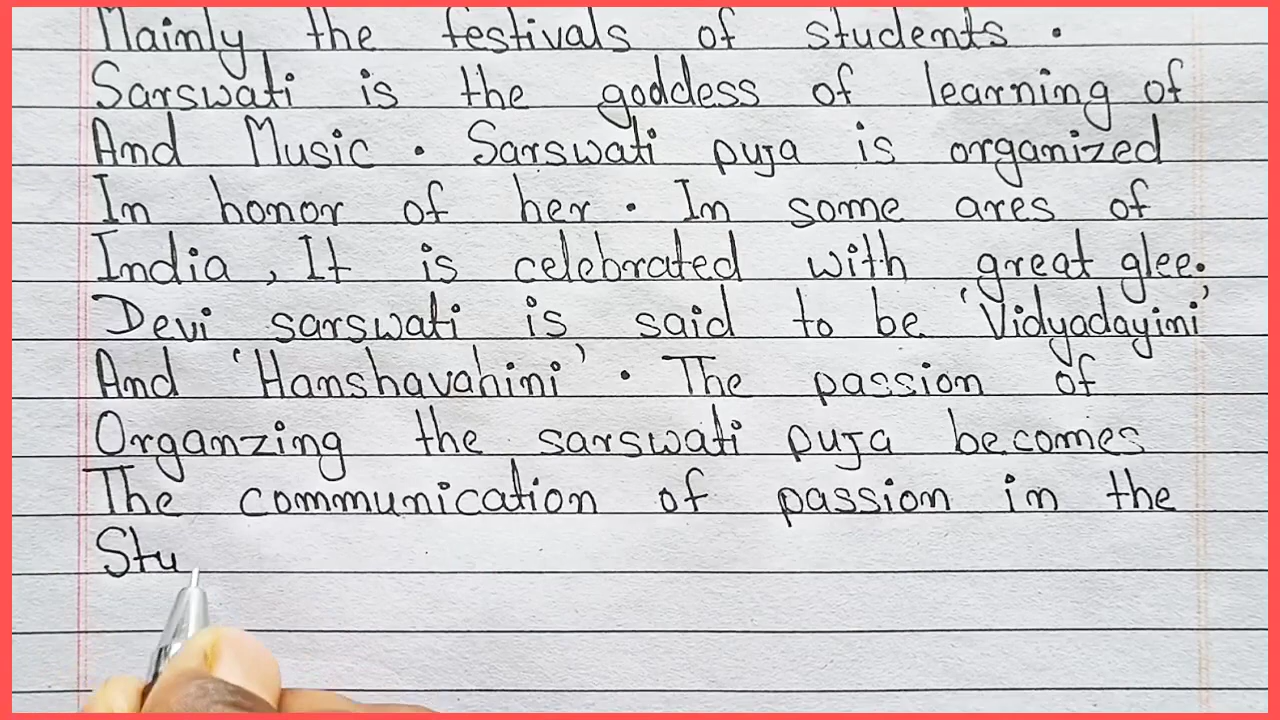 Mainly the festivals of students .
Sarswati is the goddess of learning of
And Music . Sarswati puja is organized
In honor of her . In some ares of
India , It is celebrated with great glee.
Devi sarswati is said to be 'Vidyadayini'
And 'Hanshavahini' . The passion of
Organzing the sarswati puja becomes
The communication of passion in the
Stu